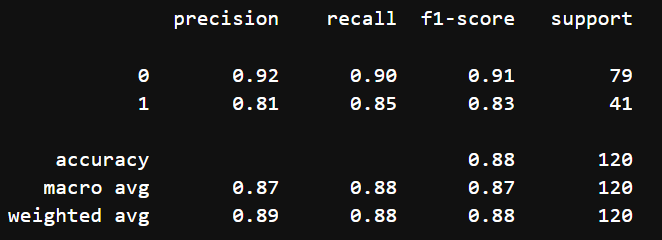 precision recall f1-score support
0 0.92 0.90 0.91 79
1 0.81 0.85 0.83 41
accuracy 0.88 120
macro avg 0.87 0.88 0.87 120
weighted avg 0.89 0.88 0.88 120